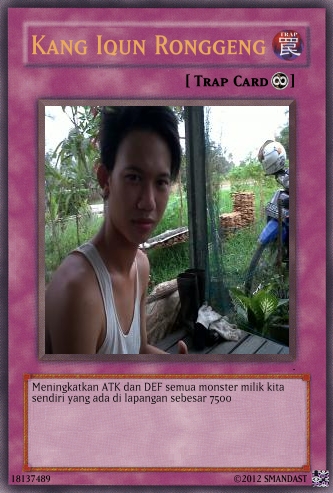 Kang Iqun Ronggeng
TRAP
罠
[ Trap Card ]
Meningkatkan ATK dan DEF semua monster milik kita
sendiri yang ada di lapangan sebesar 7500
18137489
©2012 SMANDAST